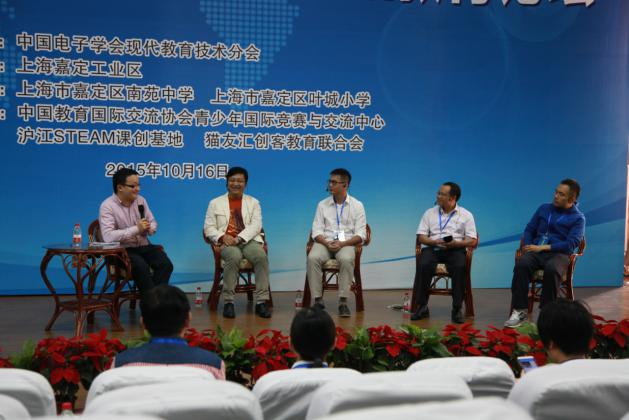 : 中国电子学会现代教育技术分会
: 上海嘉定工业区
: 上海市嘉定区南苑中学 上海市嘉定区叶城小学
: 中国教育国际交流协会青少年国际竞赛与交流中心
沪江STEAM课创基地 猫友汇创客教育联合会
2015年10月16日